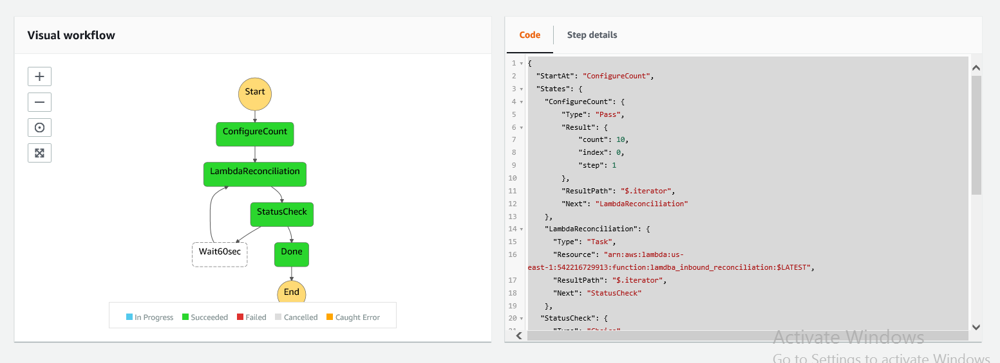 Visual workflow
Start
ConfigureCount
LambdaReconciliation
StatusCheck
Wait60sec
Done
End
In Progress Succeeded Failed Cancelled Caught Error
Code Step details
1 {
2 "StartAt": "ConfigureCount",
3 "States": {
4 "ConfigureCount": {
5 "Type": "Pass",
6 "Result": {
7 "count": 10,
8 "index": 0,
9 "step": 1
10 },
11 "ResultPath": "$.iterator",
12 "Next": "LambdaReconciliation"
13 },
14 "LambdaReconciliation": {
15 "Type": "Task",
16 "Resource": "arn:aws:lambda:us-
east-1:542216729913:function:lamdba_inbound_reconciliation:$LATEST",
17 "ResultPath": "$.iterator",
18 "Next": "StatusCheck"
19 },
20 "StatusCheck": {
21 "Type": "Choice"
Activate Windows
Go to Settings to activate Windows